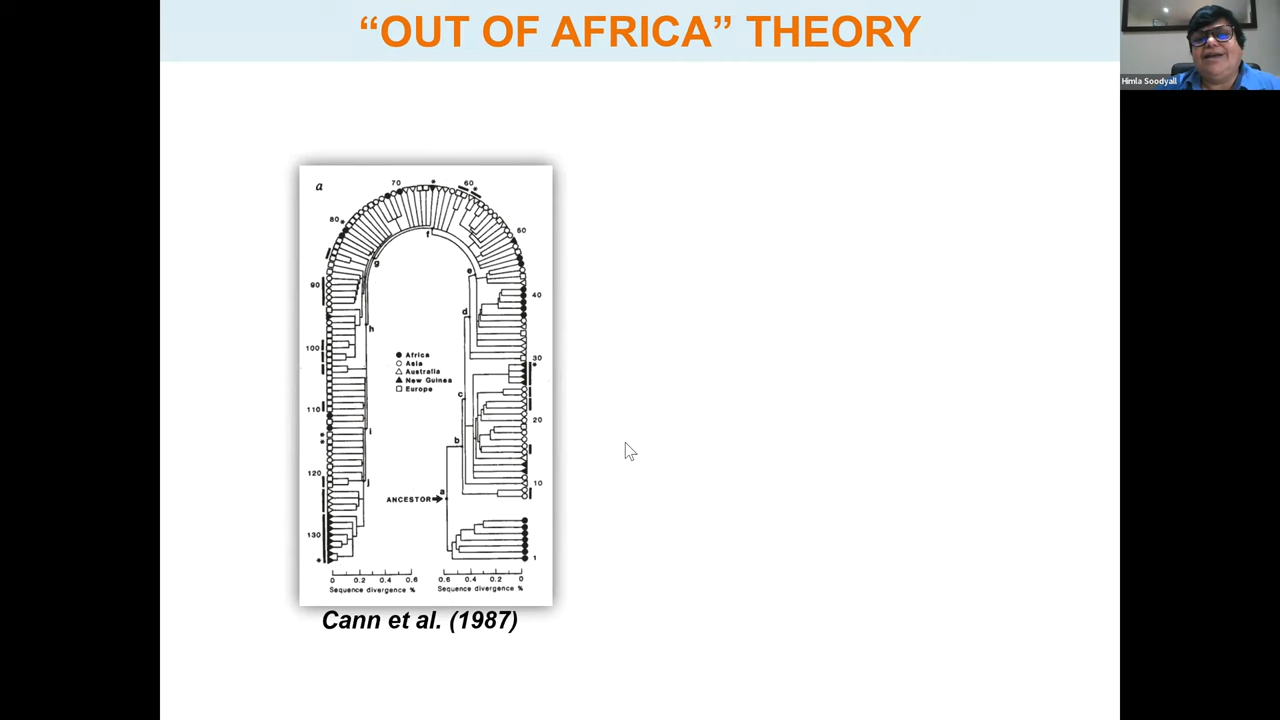 “OUT OF AFRICA” THEORY
Himla Soodyall
a
70
*
60
*
80
*
50
f
g
e
90
40
d
h
100
30
*
Africa
Asia
Australia
New Guinea
Europe
c
110
20
i
*
*
b
120
j
10
a
ANCESTOR
130
*
1
0 0.2 0.4 0.6
0.6 0.4 0.2 0
Sequence divergence %
Sequence divergence %
Cann et al. (1987)